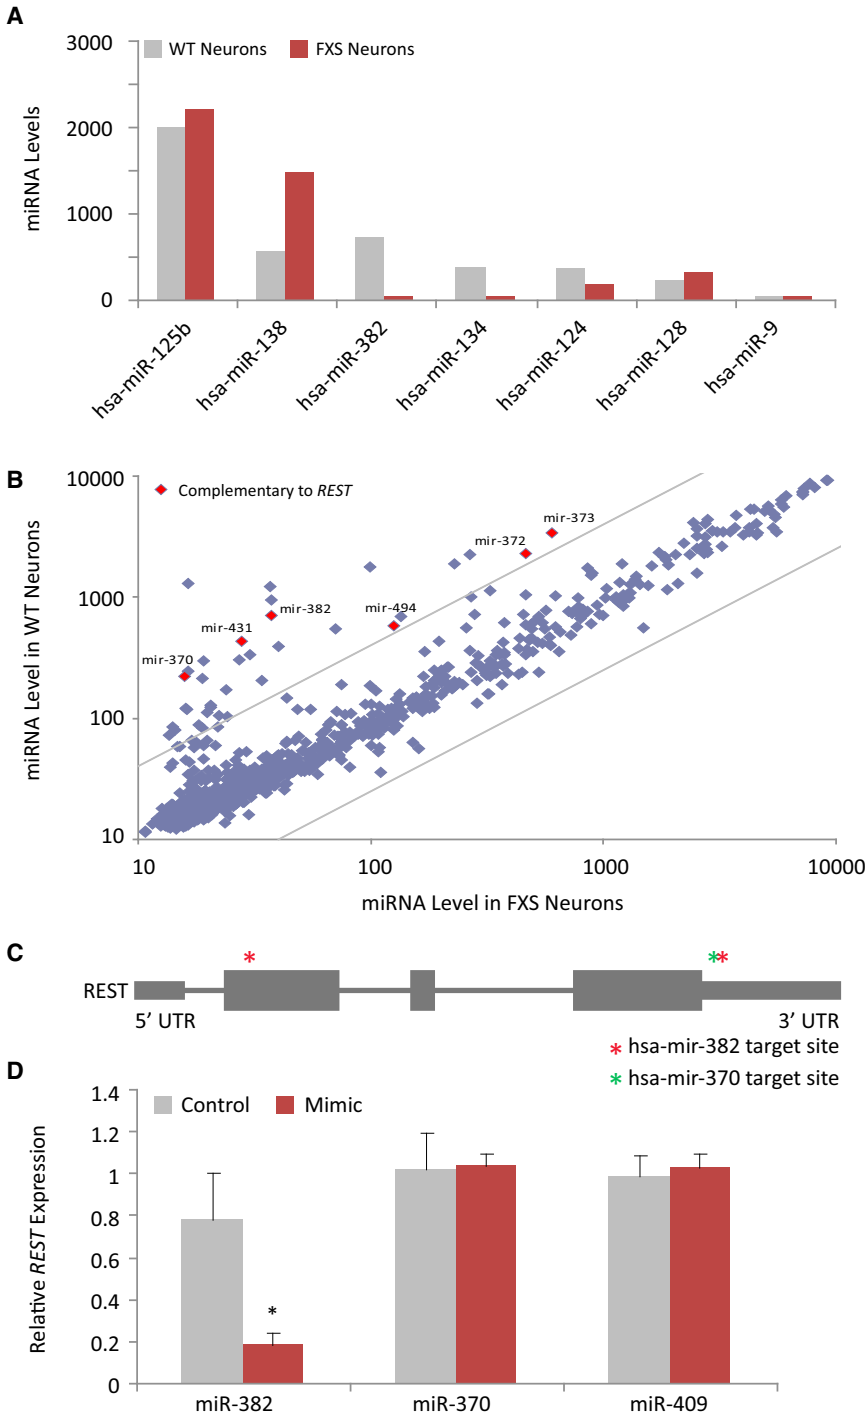 A
3000
2000
1000
0
miRNA Levels
WT Neurons
FXS Neurons
hsa-miR-125b
hsa-miR-138
hsa-miR-382
hsa-miR-134
hsa-miR-124
hsa-miR-128
hsa-miR-9
B
10000
1000
100
10
miRNA Level in WT Neurons
Complementary to REST
mir-373
mir-372
mir-494
mir-382
mir-431
mir-370
10
100
1000
10000
miRNA Level in FXS Neurons
C
* **
REST
5' UTR
3' UTR
* hsa-mir-382 target site
* hsa-mir-370 target site
D
1.4
1.2
1
0.8
0.6
0.4
0.2
0
Relative REST Expression
Control
Mimic
*
miR-382
miR-370
miR-409